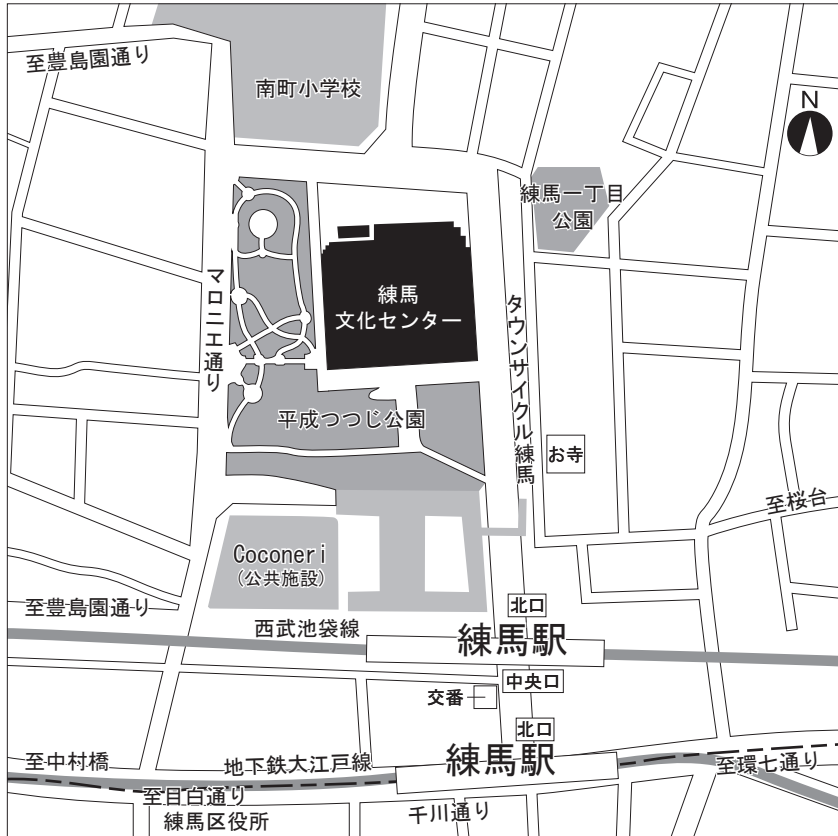 至豊島園通り
南町小学校
N
練馬一丁目
公園
練馬
文化センター
マロニエ通り
タウンサイクル練馬
平成つつじ公園
お寺
至桜台
Coconeri
(公共施設)
至豊島園通り
北口
西武池袋線
練馬駅
中央口
交番
北口
至中村橋
地下鉄大江戸線
練馬駅
至環七通り
至目白通り
千川通り
練馬区役所